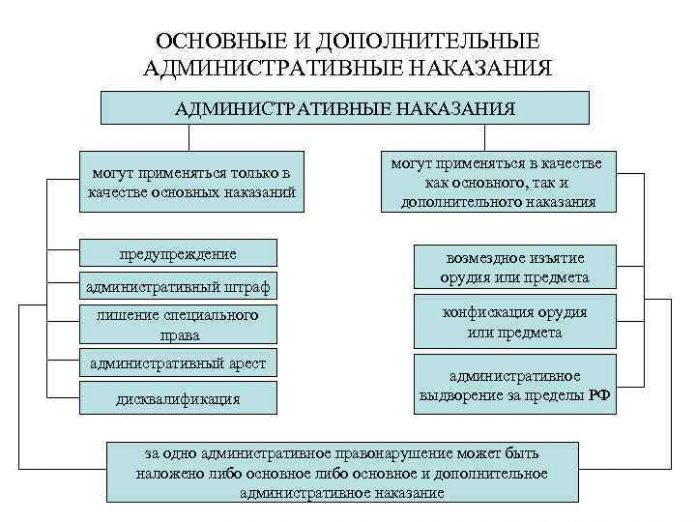 ОСНОВНЫЕ И ДОПОЛНИТЕЛЬНЫЕ
АДМИНИСТРАТИВНЫЕ НАКАЗАНИЯ
АДМИНИСТРАТИВНЫЕ НАКАЗАНИЯ
могут применяться только в
качестве основных наказаний
предупреждение
административный штраф
лишение специального
права
административный арест
дисквалификация
могут применяться в качестве
как основного, так и
дополнительного наказания
возмездное изъятие
орудия или предмета
конфискация орудия
или предмета
административное
выдворение за пределы РФ
за одно административное правонарушение может быть
наложено либо основное либо основное и дополнительное
административное наказание